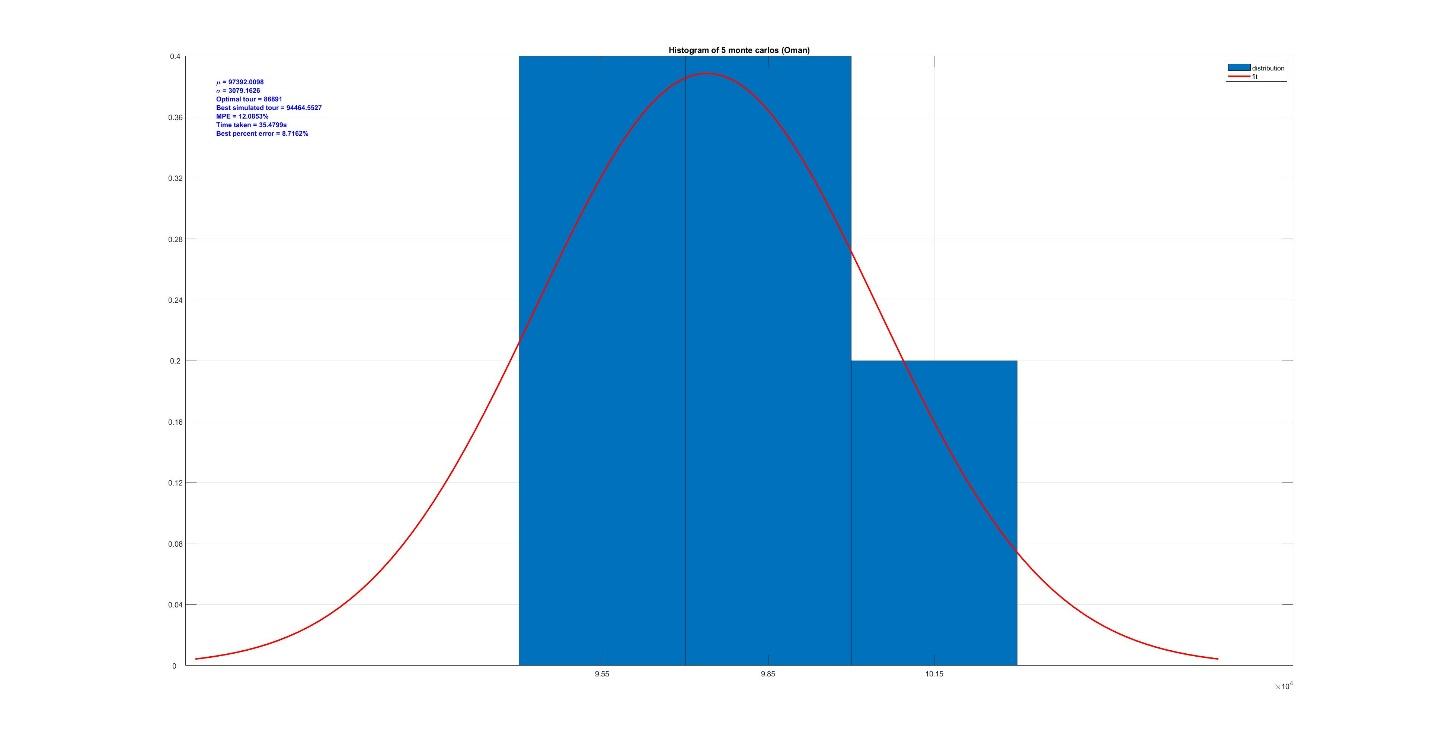 Histogram of 5 monte carlos (Oman)
μ = 97392.0098
σ = 3079.1626
Optimal tour = 86891
Best simulated tour = 94464.5527
MPE = 12.0853%
Time taken = 35.4799s
Best percent error = 8.7162%
distribution
fit
0.4
0.36
0.32
0.28
0.24
0.2
0.16
0.12
0.08
0.04
0
9.55 9.85 10.15
×10⁴